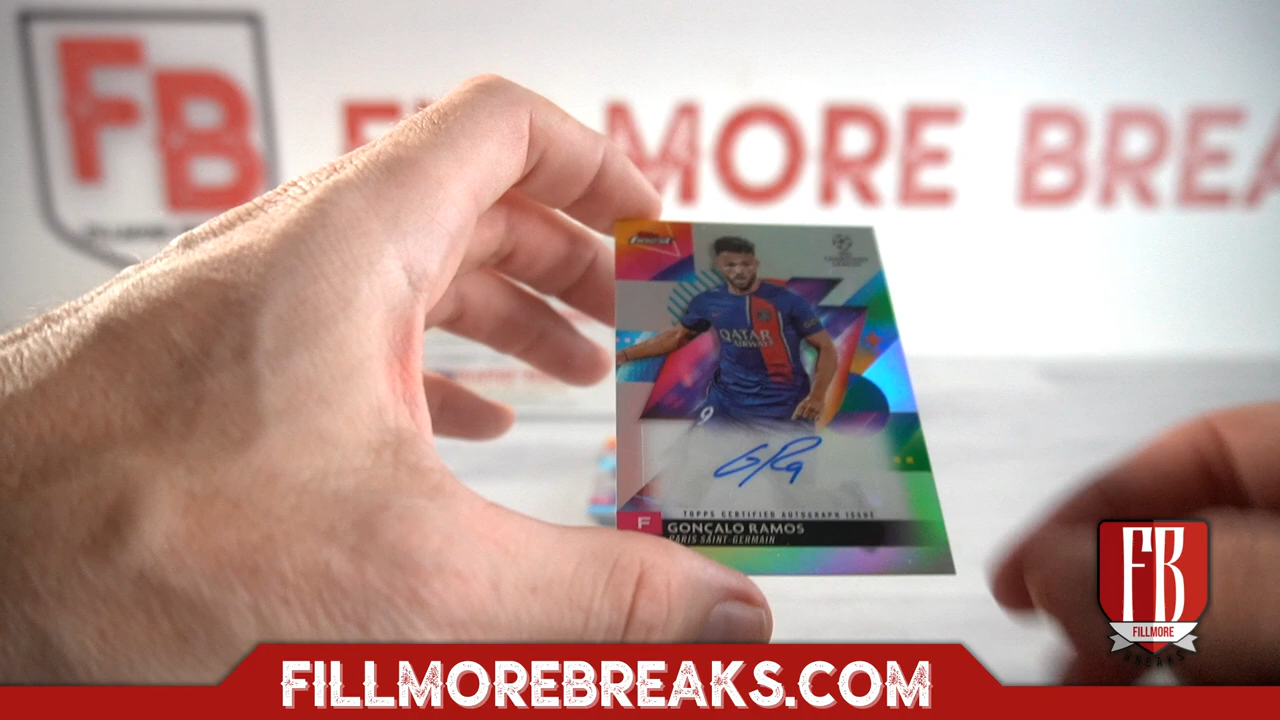 FB
FILLMORE BREA
Finest
QATAR
AIRWAYS
9
TOPPS CERTIFIED AUTOGRAPH ISSUE
F
GONÇALO RAMOS
PARIS SAINT-GERMAIN
FB
FILLMORE
BREAKS
FILLMOREBREAKS.COM